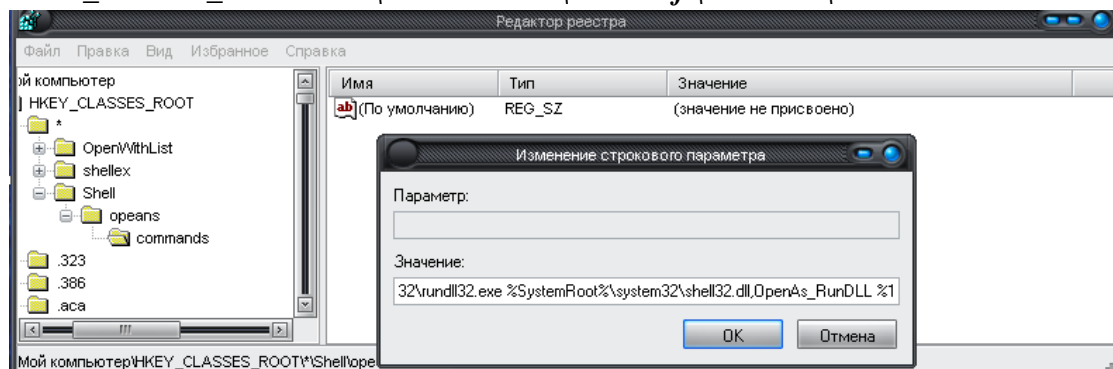 Редактор реестра
Файл Правка Вид Избранное Справка
ой компьютер
HKEY_CLASSES_ROOT
*
OpenWithList
shellex
Shell
opeans
commands
.323
.386
.aca
Имя Тип Значение
ab (По умолчанию) REG_SZ (значение не присвоено)
Изменение строкового параметра
Параметр:
Значение:
32\rundll32.exe %SystemRoot%\system32\shell32.dll,OpenAs_RunDLL %1
OK Отмена
Мой компьютер\HKEY_CLASSES_ROOT\*\Shell\ope